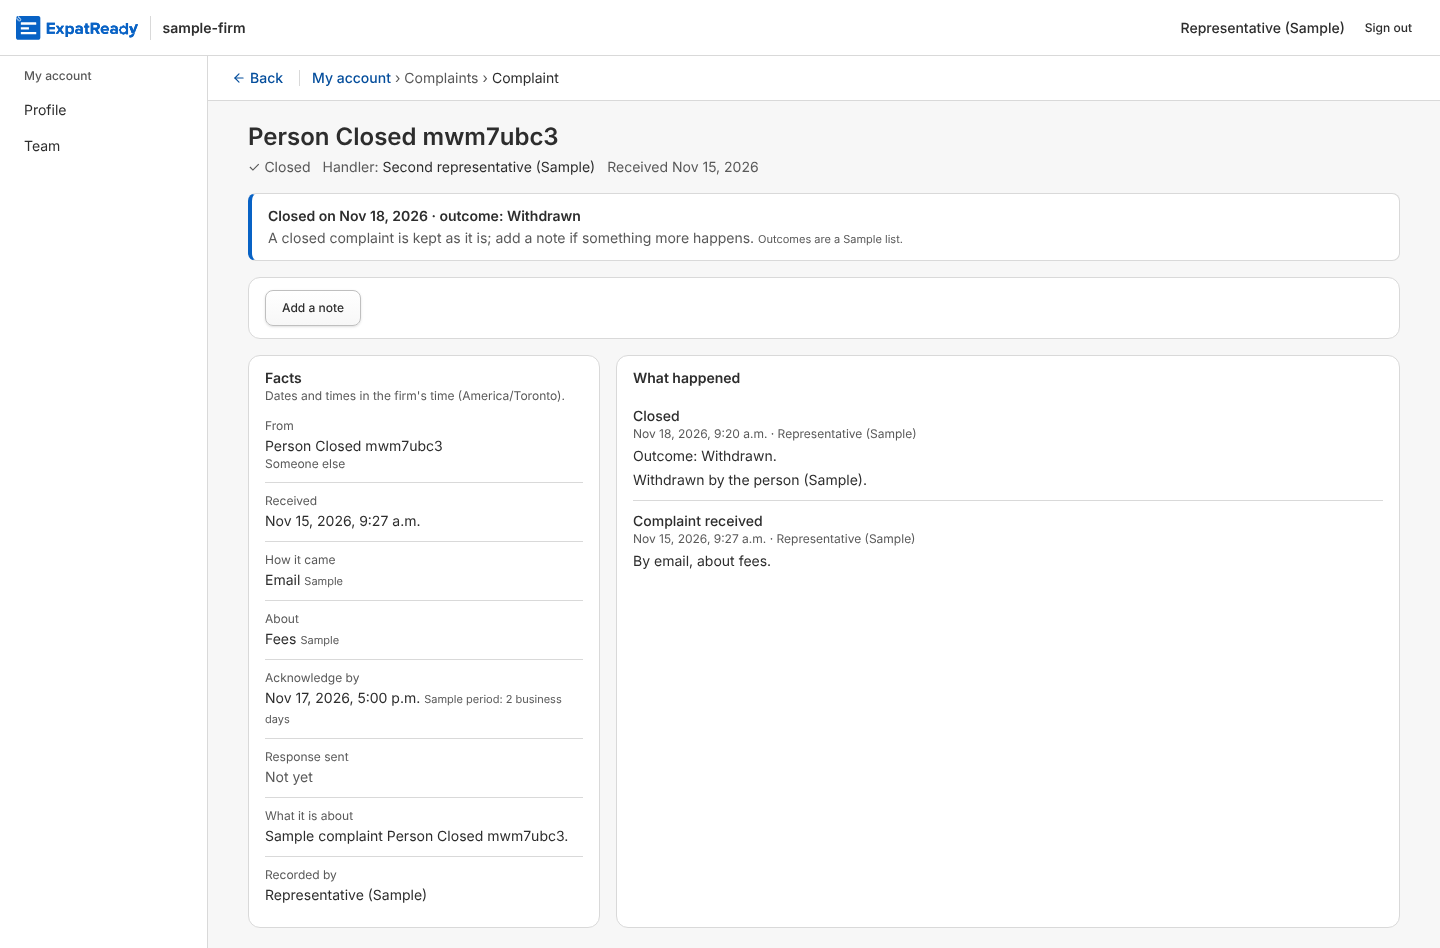 ExpatReady
sample-firm
Representative (Sample)
Sign out
My account
Profile
Team
← Back
My account › Complaints › Complaint
Person Closed mwm7ubc3
✓ Closed Handler: Second representative (Sample) Received Nov 15, 2026
Closed on Nov 18, 2026 · outcome: Withdrawn
A closed complaint is kept as it is; add a note if something more happens. Outcomes are a Sample list.
Add a note
Facts
Dates and times in the firm's time (America/Toronto).
From
Person Closed mwm7ubc3
Someone else
Received
Nov 15, 2026, 9:27 a.m.
How it came
Email Sample
About
Fees Sample
Acknowledge by
Nov 17, 2026, 5:00 p.m. Sample period: 2 business
days
Response sent
Not yet
What it is about
Sample complaint Person Closed mwm7ubc3.
Recorded by
Representative (Sample)
What happened
Closed
Nov 18, 2026, 9:20 a.m. · Representative (Sample)
Outcome: Withdrawn.
Withdrawn by the person (Sample).
Complaint received
Nov 15, 2026, 9:27 a.m. · Representative (Sample)
By email, about fees.